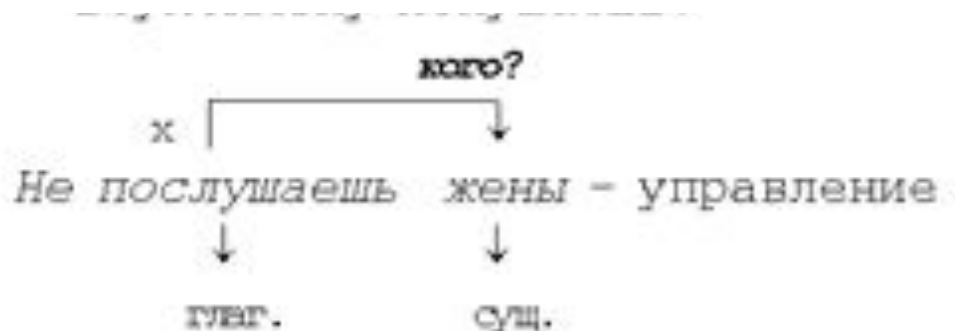 кого?
х
Не послушаешь жены – управление
глаг. сущ.